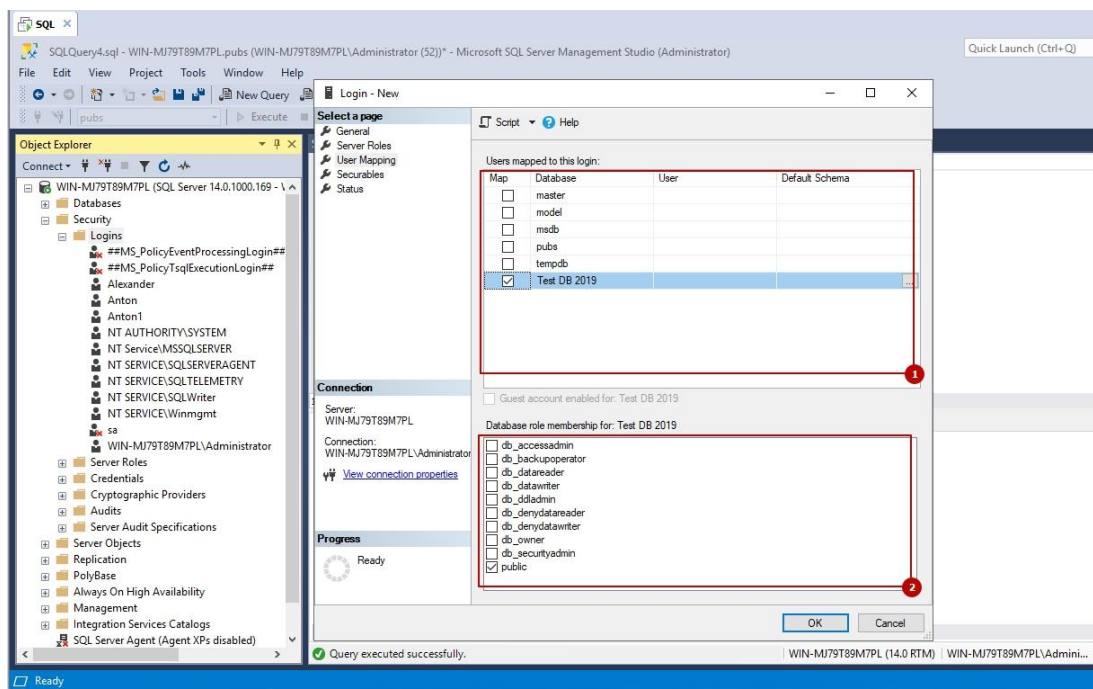 SQL ×
SQLQuery4.sql - WIN-MJ79T89M7PL.pubs (WIN-MJ79T89M7PL\Administrator (52))* - Microsoft SQL Server Management Studio (Administrator)
Quick Launch (Ctrl+Q)
File Edit View Project Tools Window Help
New Query
pubs
Execute
Object Explorer
Connect
WIN-MJ79T89M7PL (SQL Server 14.0.1000.169 -
Databases
Security
Logins
##MS_PolicyEventProcessingLogin##
##MS_PolicyTsqlExecutionLogin##
Alexander
Anton
Anton1
NT AUTHORITY\SYSTEM
NT Service\MSSQLSERVER
NT SERVICE\SQLSERVERAGENT
NT SERVICE\SQLTELEMETRY
NT SERVICE\SQLWriter
NT SERVICE\Winmgmt
sa
WIN-MJ79T89M7PL\Administrator
Server Roles
Credentials
Cryptographic Providers
Audits
Server Audit Specifications
Server Objects
Replication
PolyBase
Always On High Availability
Management
Integration Services Catalogs
SQL Server Agent (Agent XPs disabled)
Login - New
Select a page
General
Server Roles
User Mapping
Securables
Status
Connection
Server:
WIN-MJ79T89M7PL
Connection:
WIN-MJ79T89M7PL\Administrator
View connection properties
Progress
Ready
Script Help
Users mapped to this login:
Map Database User Default Schema
master
model
msdb
pubs
tempdb
Test DB 2019 ...
1
Guest account enabled for: Test DB 2019
Database role membership for: Test DB 2019
db_accessadmin
db_backupoperator
db_datareader
db_datawriter
db_ddladmin
db_denydatareader
db_denydatawriter
db_owner
db_securityadmin
public
2
OK Cancel
Query executed successfully.
WIN-MJ79T89M7PL (14.0 RTM) WIN-MJ79T89M7PL\Admini...
Ready